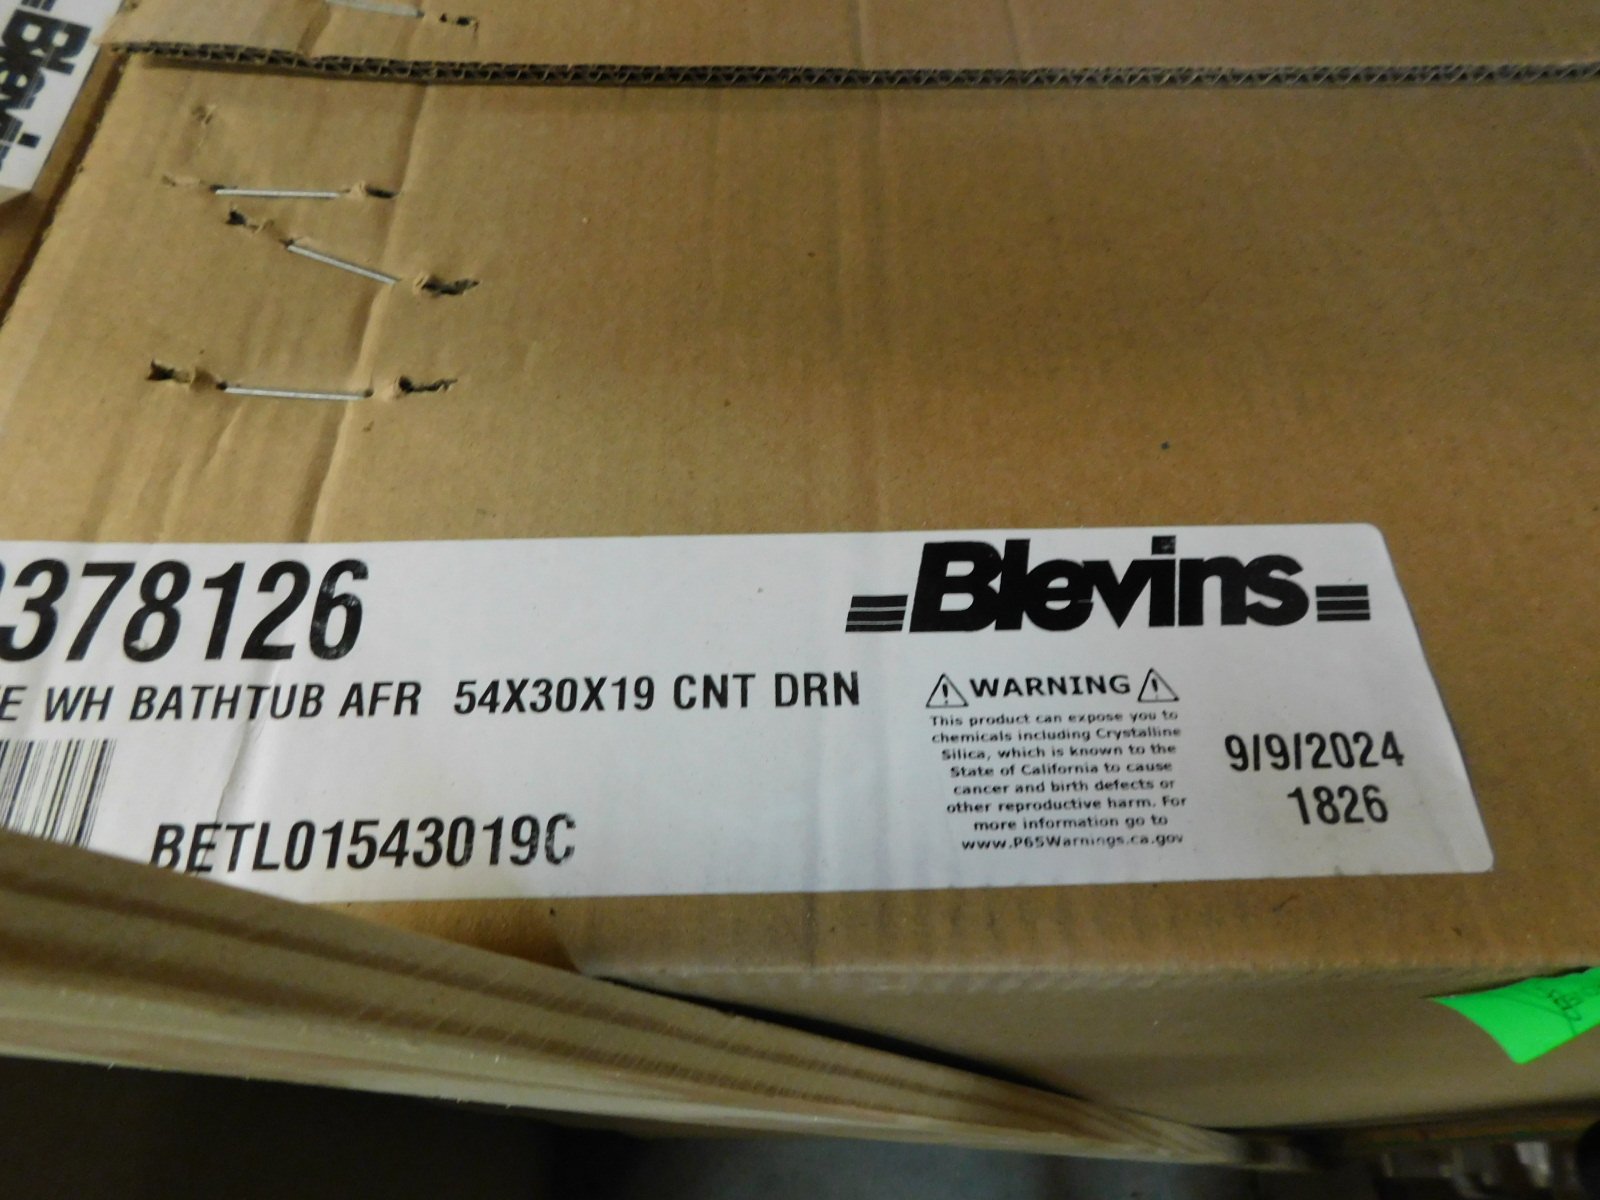 Blevins
378126
Blevins
E WH BATHTUB AFR 54X30X19 CNT DRN
WARNING
This product can expose you to
chemicals including Crystalline
Silica, which is known to the
State of California to cause
cancer and birth defects or
other reproductive harm. For
more information go to
www.P65Warnings.ca.gov
9/9/2024
1826
BETL01543019C